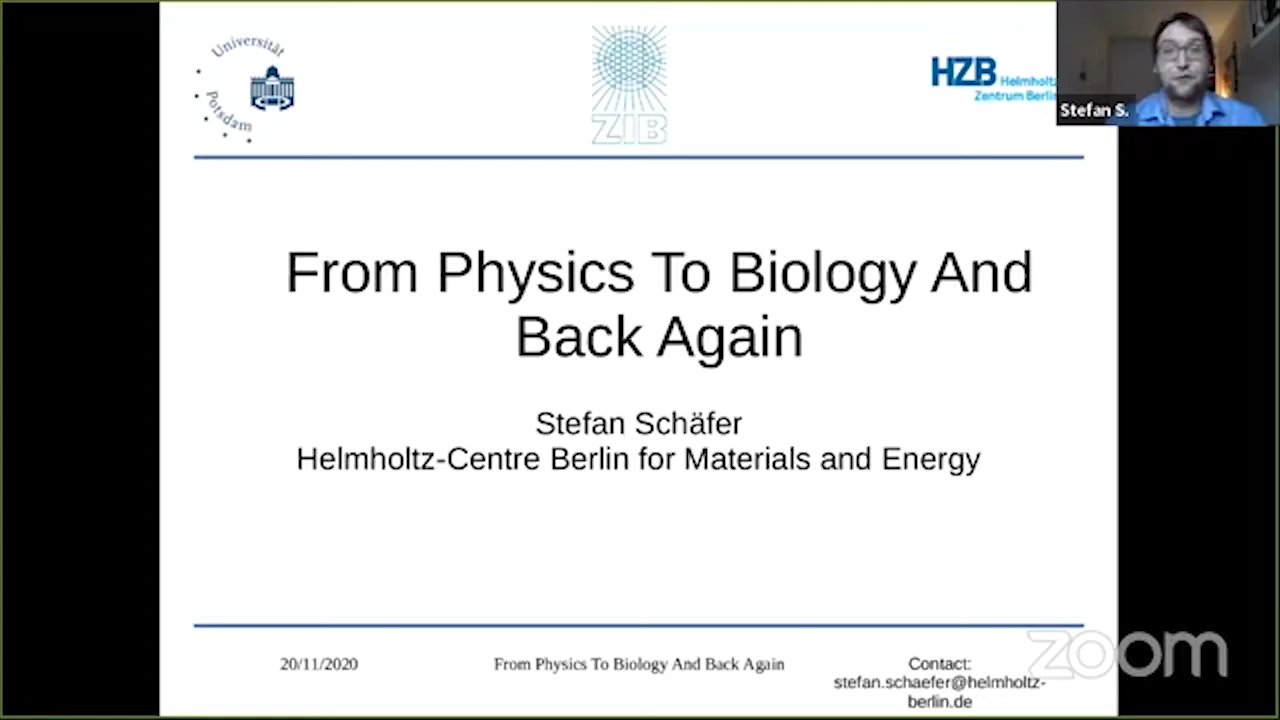 Universität
Potsdam
ZIB
HZB Helmholtz
Zentrum Berlin
Stefan S.
From Physics To Biology And
Back Again
Stefan Schäfer
Helmholtz-Centre Berlin for Materials and Energy
20/11/2020
From Physics To Biology And Back Again
Contact:
stefan.schaefer@helmholtz-
berlin.de
zoom